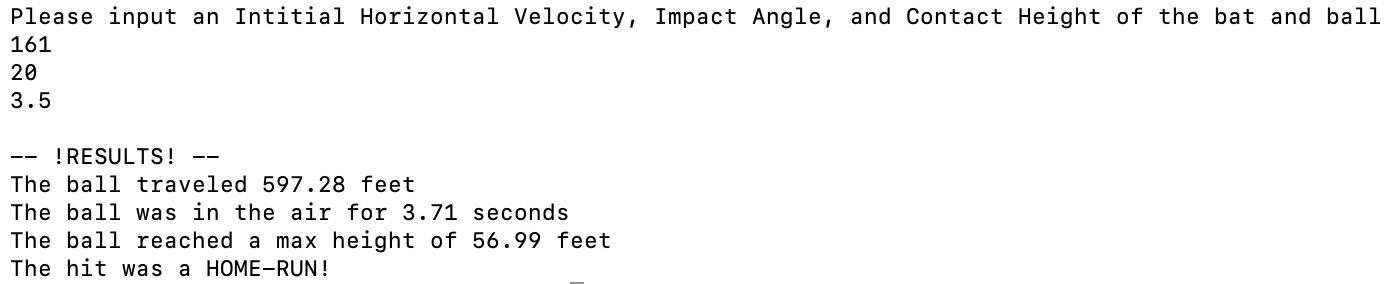 Please input an Intitial Horizontal Velocity, Impact Angle, and Contact Height of the bat and ball
161
20
3.5
-- !RESULTS! --
The ball traveled 597.28 feet
The ball was in the air for 3.71 seconds
The ball reached a max height of 56.99 feet
The hit was a HOME-RUN!